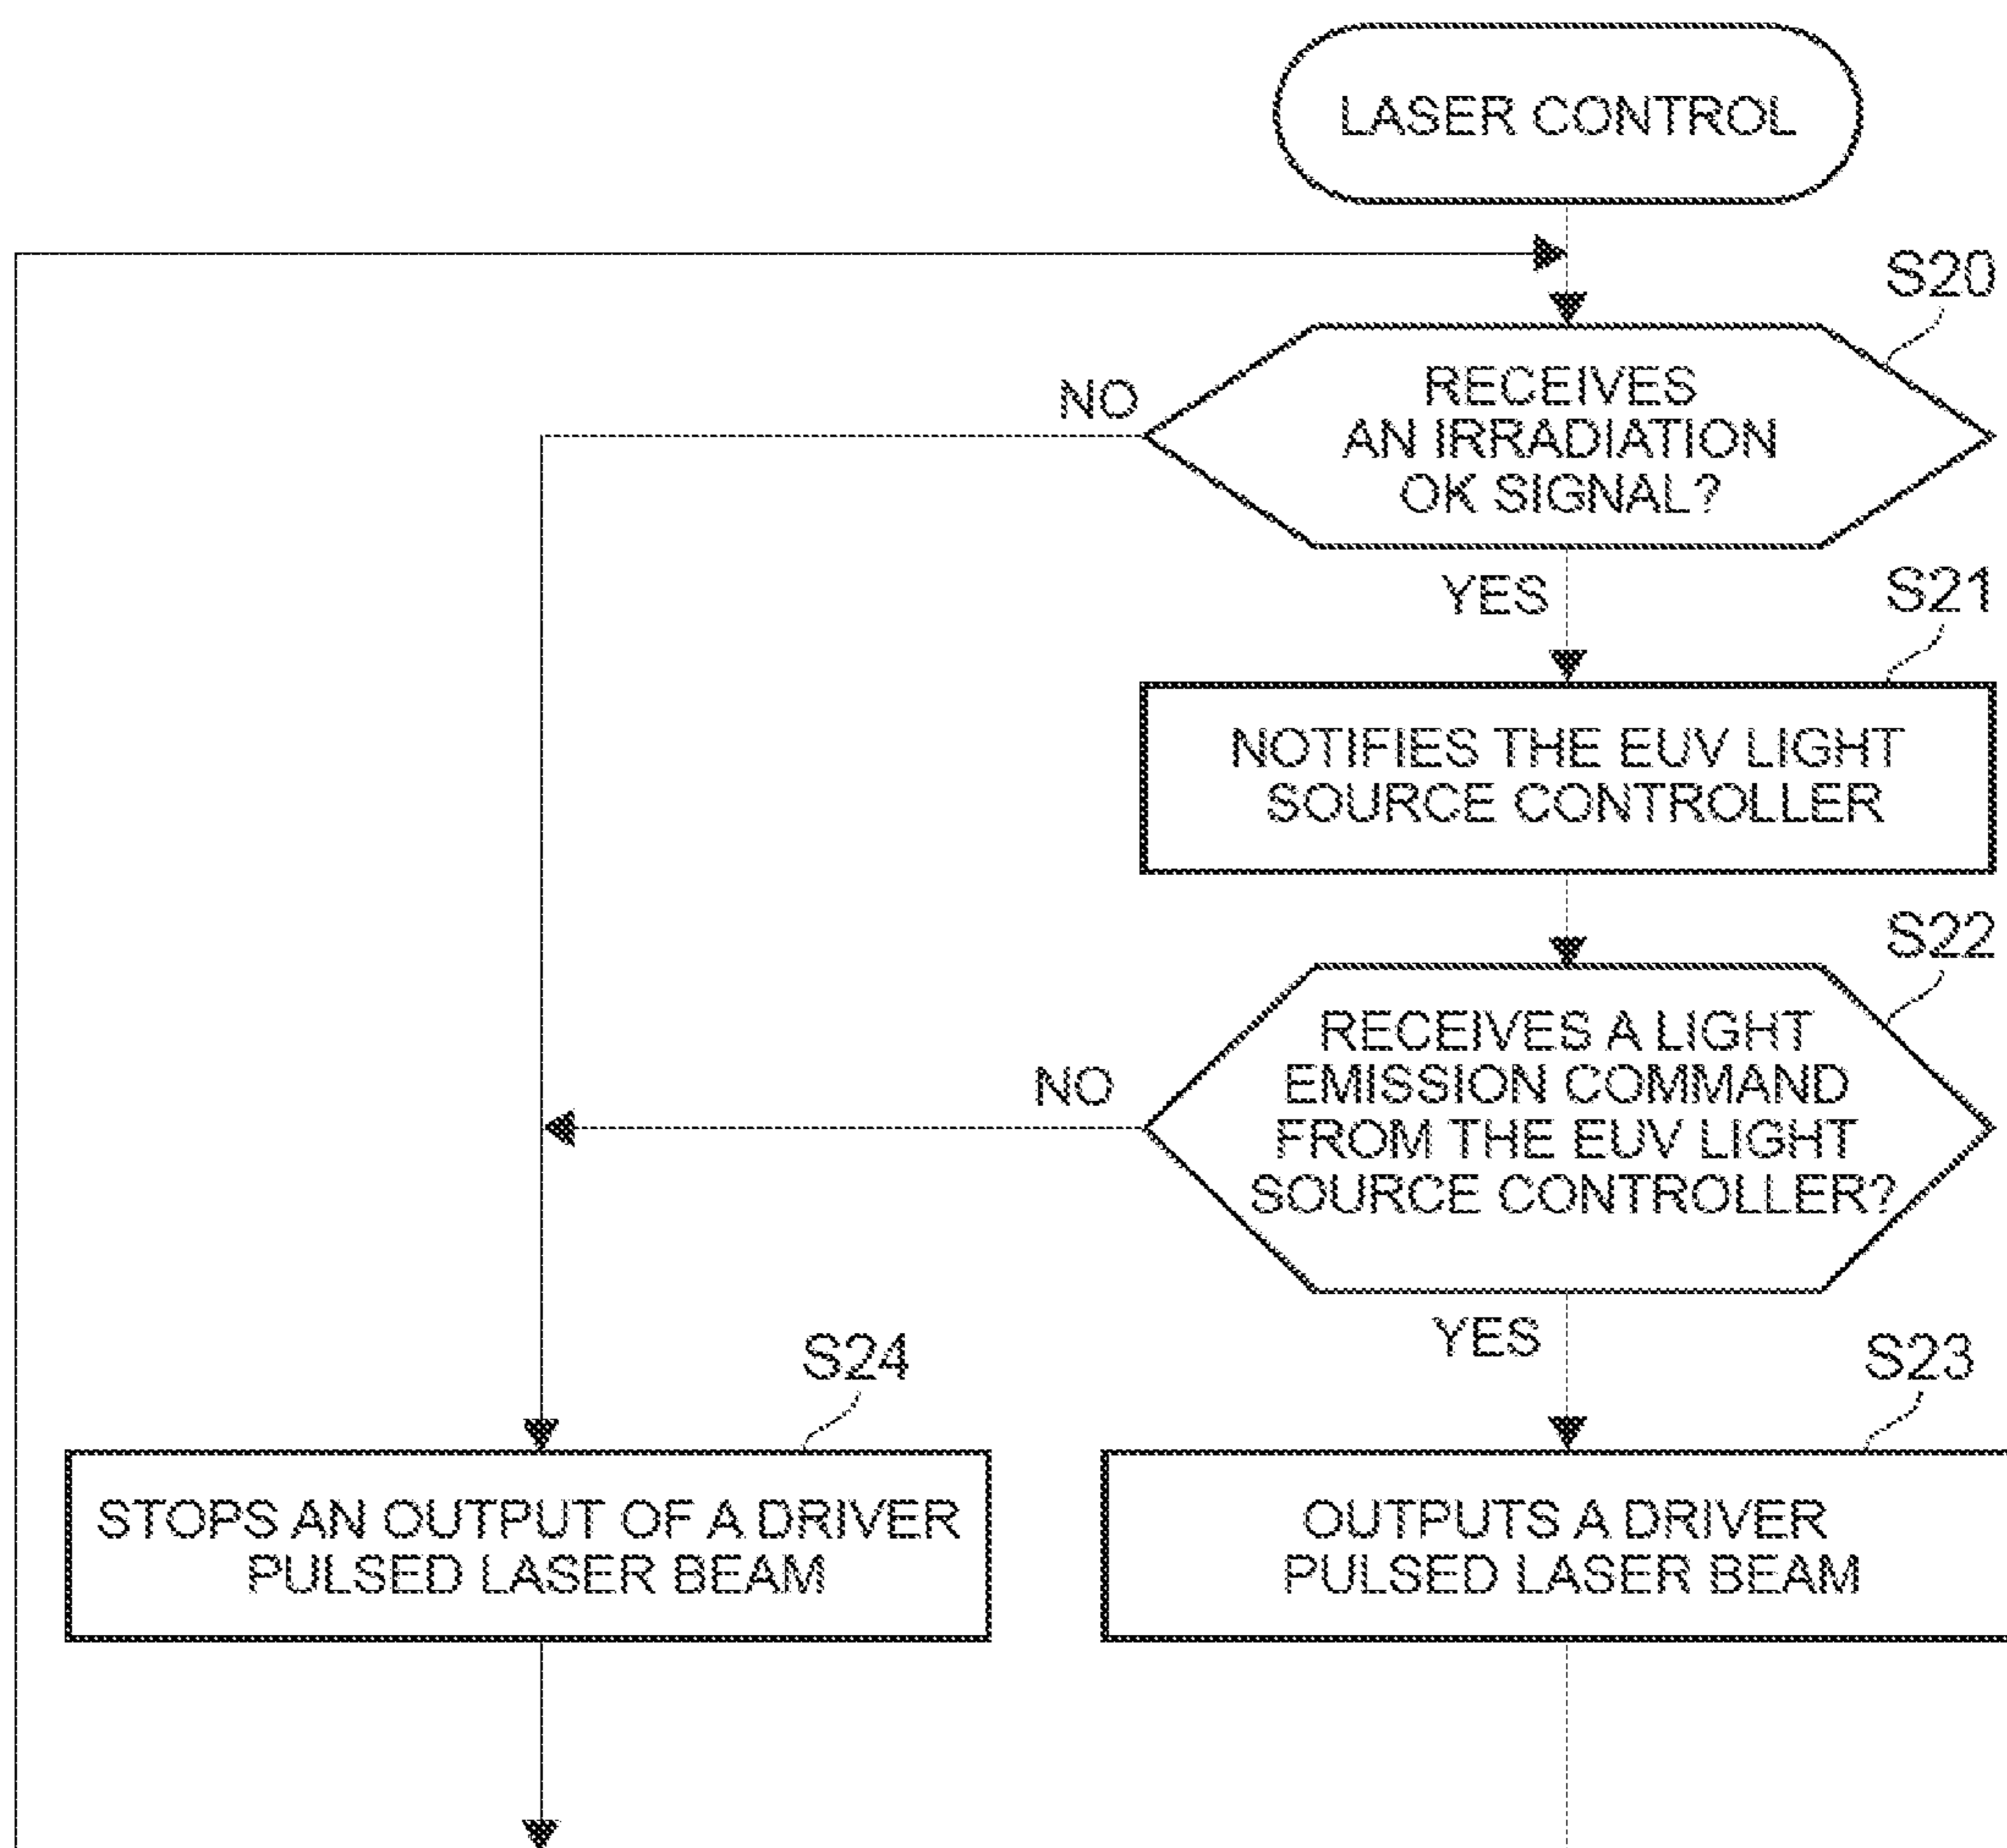 LASER CONTROL
S20
NO
RECEIVES
AN IRRADIATION
OK SIGNAL?
YES
S21
NOTIFIES THE EUV LIGHT
SOURCE CONTROLLER
S22
NO
RECEIVES A LIGHT
EMISSION COMMAND
FROM THE EUV LIGHT
SOURCE CONTROLLER?
YES
S24
S23
STOPS AN OUTPUT OF A DRIVER
PULSED LASER BEAM
OUTPUTS A DRIVER
PULSED LASER BEAM